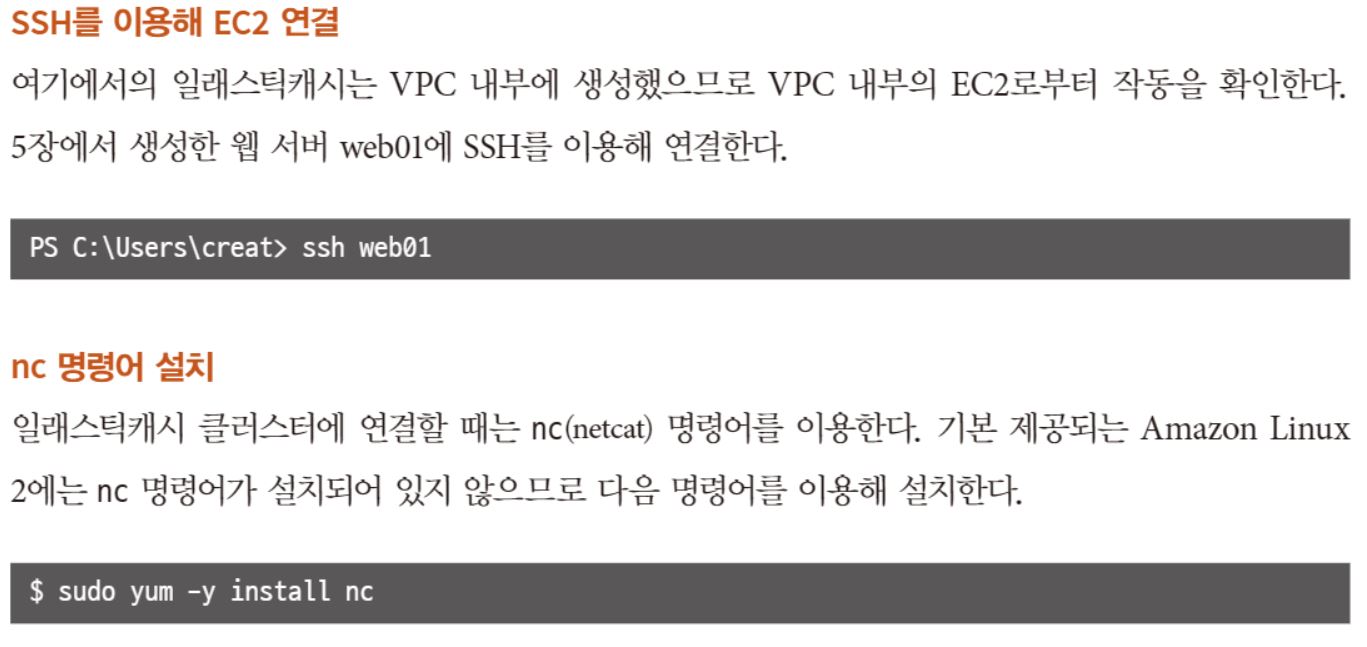 SSH를 이용해 EC2 연결
여기에서의 일래스틱캐시는 VPC 내부에 생성했으므로 VPC 내부의 EC2로부터 작동을 확인한다.
5장에서 생성한 웹 서버 web01에 SSH를 이용해 연결한다.
PS C:\Users\creat> ssh web01
nc 명령어 설치
일래스틱캐시 클러스터에 연결할 때는 nc(netcat) 명령어를 이용한다. 기본 제공되는 Amazon Linux
2에는 nc 명령어가 설치되어 있지 않으므로 다음 명령어를 이용해 설치한다.
$ sudo yum -y install nc